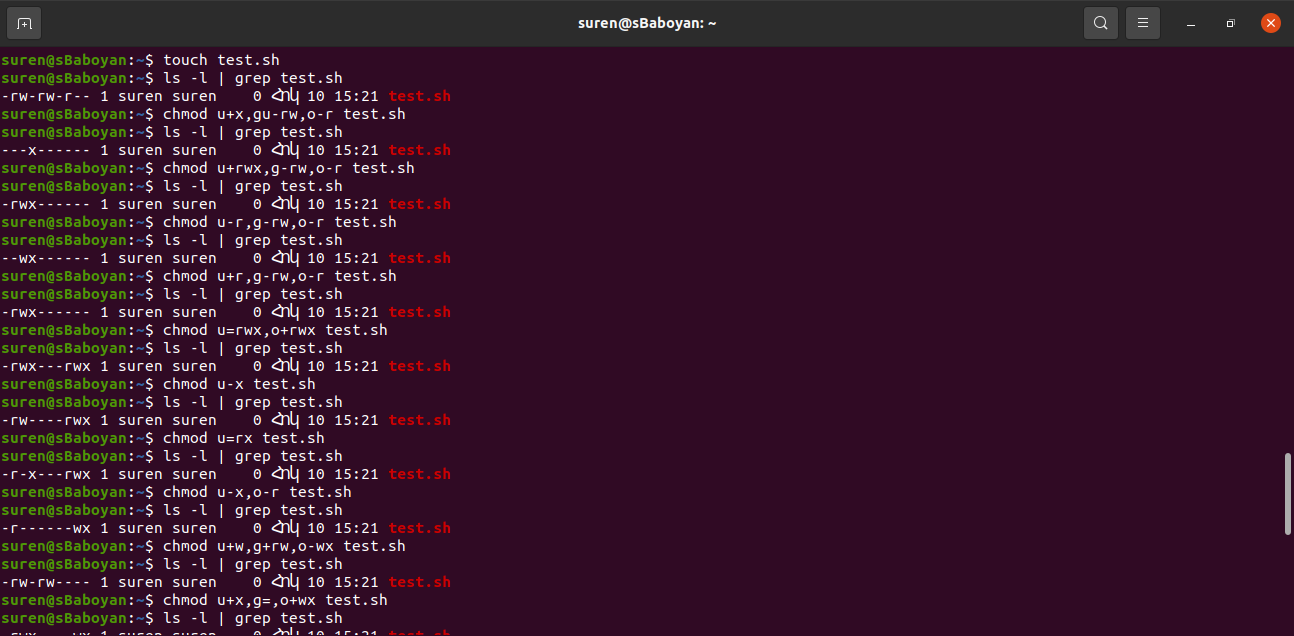 suren@sBaboyan: ~
suren@sBaboyan:~$ touch test.sh
suren@sBaboyan:~$ ls -l | grep test.sh
-rw-rw-r-- 1 suren suren    0 Հնվ 10 15:21 test.sh
suren@sBaboyan:~$ chmod u+x,gu-rw,o-r test.sh
suren@sBaboyan:~$ ls -l | grep test.sh
---x------ 1 suren suren    0 Հնվ 10 15:21 test.sh
suren@sBaboyan:~$ chmod u+rwx,g-rw,o-r test.sh
suren@sBaboyan:~$ ls -l | grep test.sh
-rwx------ 1 suren suren    0 Հնվ 10 15:21 test.sh
suren@sBaboyan:~$ chmod u-r,g-rw,o-r test.sh
suren@sBaboyan:~$ ls -l | grep test.sh
--wx------ 1 suren suren    0 Հնվ 10 15:21 test.sh
suren@sBaboyan:~$ chmod u+r,g-rw,o-r test.sh
suren@sBaboyan:~$ ls -l | grep test.sh
-rwx------ 1 suren suren    0 Հնվ 10 15:21 test.sh
suren@sBaboyan:~$ chmod u=rwx,o+rwx test.sh
suren@sBaboyan:~$ ls -l | grep test.sh
-rwx---rwx 1 suren suren    0 Հնվ 10 15:21 test.sh
suren@sBaboyan:~$ chmod u-x test.sh
suren@sBaboyan:~$ ls -l | grep test.sh
-rw----rwx 1 suren suren    0 Հնվ 10 15:21 test.sh
suren@sBaboyan:~$ chmod u=rx test.sh
suren@sBaboyan:~$ ls -l | grep test.sh
-r-x---rwx 1 suren suren    0 Հնվ 10 15:21 test.sh
suren@sBaboyan:~$ chmod u-x,o-r test.sh
suren@sBaboyan:~$ ls -l | grep test.sh
-r------wx 1 suren suren    0 Հնվ 10 15:21 test.sh
suren@sBaboyan:~$ chmod u+w,g+rw,o-wx test.sh
suren@sBaboyan:~$ ls -l | grep test.sh
-rw-rw---- 1 suren suren    0 Հնվ 10 15:21 test.sh
suren@sBaboyan:~$ chmod u+x,g=,o+wx test.sh
suren@sBaboyan:~$ ls -l | grep test.sh
-rwx----wx 1 suren suren    0 Հնվ 10 15:21 test.sh